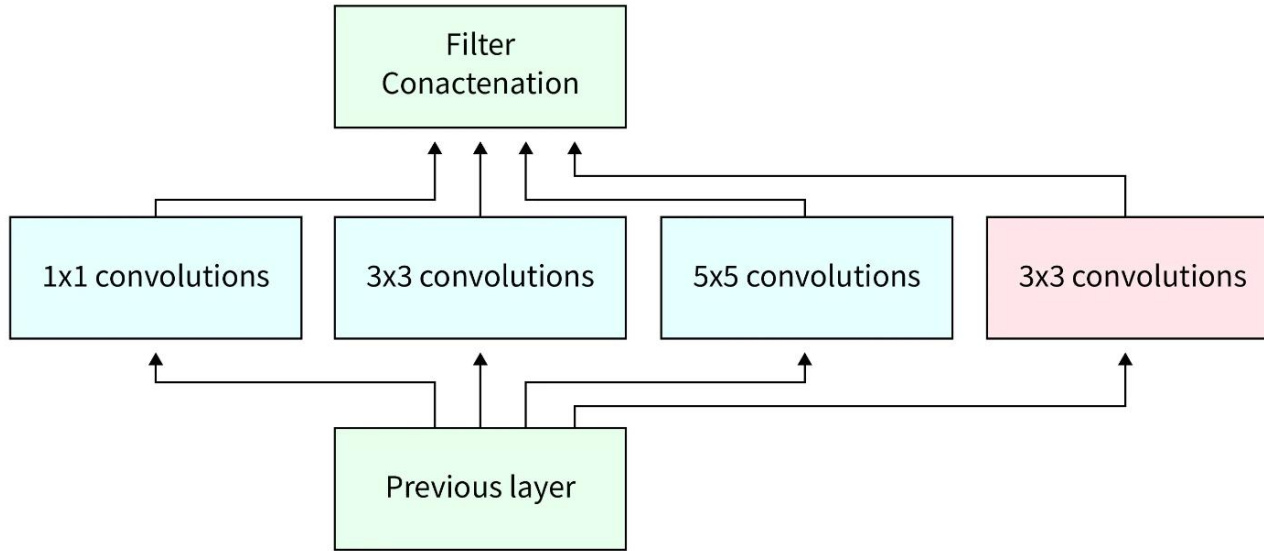 Filter
Conactenation
1x1 convolutions
3x3 convolutions
5x5 convolutions
3x3 convolutions
Previous layer